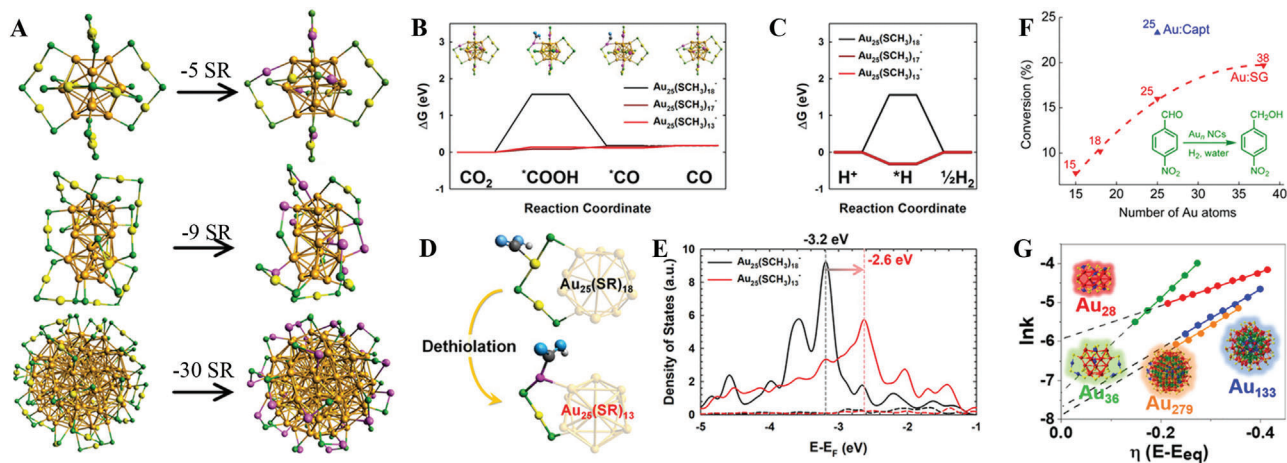 A
-5 SR
-9 SR
-30 SR
B
ΔG (eV)
3
2
1
0
-1
Au25(SCH3)18-
Au25(SCH3)17-
Au25(SCH3)13-
CO2
*COOH
*CO
CO
Reaction Coordinate
C
ΔG (eV)
3
2
1
0
-1
Au25(SCH3)18-
Au25(SCH3)17-
Au25(SCH3)13-
H+
*H
½H2
Reaction Coordinate
D
Au25(SR)18
Dethiolation
Au25(SR)13
E
-3.2 eV
-2.6 eV
Au25(SCH3)18-
Au25(SCH3)13-
Density of States (a.u.)
10
8
6
4
2
0
-5
-4
-3
-2
-1
E-EF (eV)
F
Conversion (%)
25
20
15
10
25
Au:Capt
38
Au:SG
25
18
15
CHO
NO2
Aun NCs
H2, water
CH2OH
NO2
15
20
25
30
35
40
Number of Au atoms
G
lnk
-4
-5
-6
-7
-8
Au28
Au36
Au279
Au133
0.0
-0.2
-0.4
η (E-Eeq)